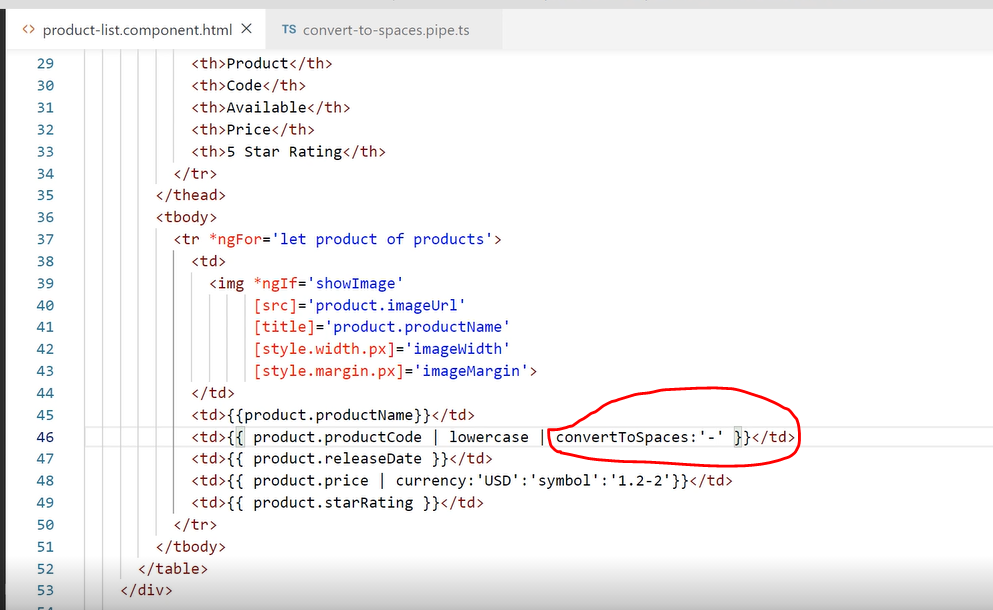 <> product-list.component.html ×
TS convert-to-spaces.pipe.ts
29 <th>Product</th>
30 <th>Code</th>
31 <th>Available</th>
32 <th>Price</th>
33 <th>5 Star Rating</th>
34 </tr>
35 </thead>
36 <tbody>
37 <tr *ngFor='let product of products'>
38 <td>
39 <img *ngIf='showImage'
40 [src]='product.imageUrl'
41 [title]='product.productName'
42 [style.width.px]='imageWidth'
43 [style.margin.px]='imageMargin'>
44 </td>
45 <td>{{product.productName}}</td>
46 <td>{{ product.productCode | lowercase | convertToSpaces:'-' }}</td>
47 <td>{{ product.releaseDate }}</td>
48 <td>{{ product.price | currency:'USD':'symbol':'1.2-2'}}</td>
49 <td>{{ product.starRating }}</td>
50 </tr>
51 </tbody>
52 </table>
53 </div>